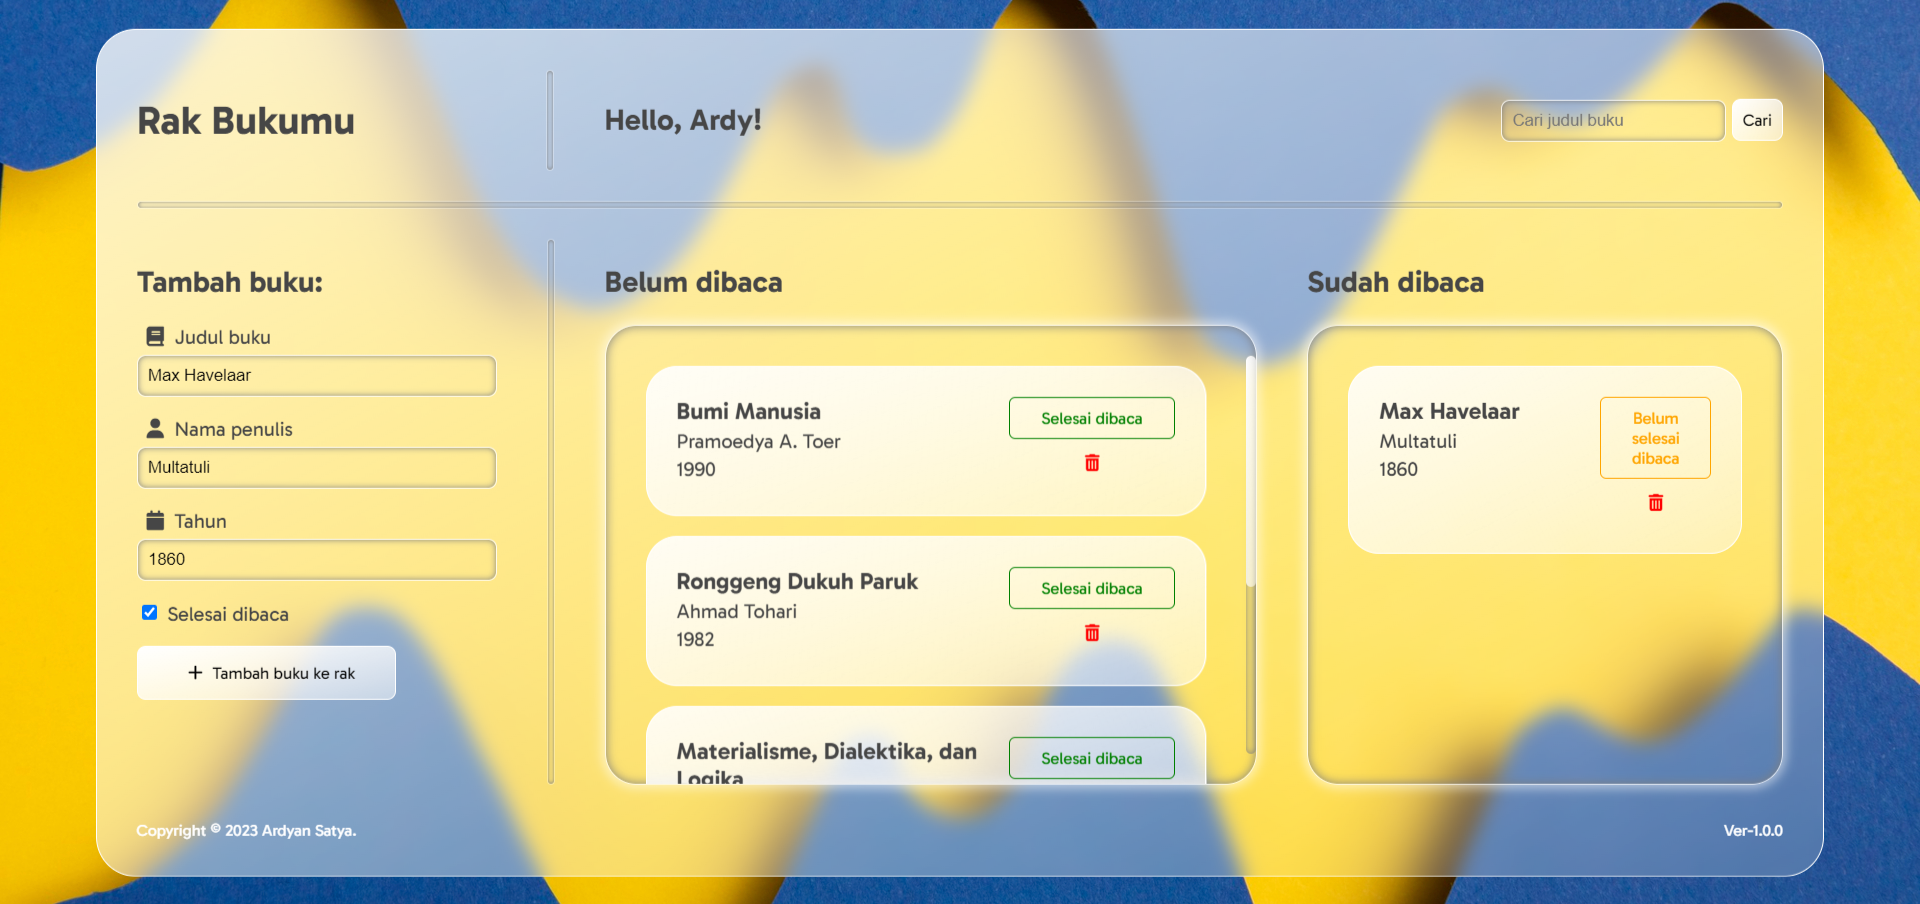 Rak Bukumu
Hello, Ardy!
Cari judul buku
Cari
Tambah buku:
Judul buku
Max Havelaar
Nama penulis
Multatuli
Tahun
1860
Selesai dibaca
+ Tambah buku ke rak
Belum dibaca
Bumi Manusia
Pramoedya A. Toer
1990
Selesai dibaca
Ronggeng Dukuh Paruk
Ahmad Tohari
1982
Selesai dibaca
Materialisme, Dialektika, dan
Logika
Selesai dibaca
Sudah dibaca
Max Havelaar
Multatuli
1860
Belum
selesai
dibaca
Copyright © 2023 Ardyan Satya.
Ver-1.0.0